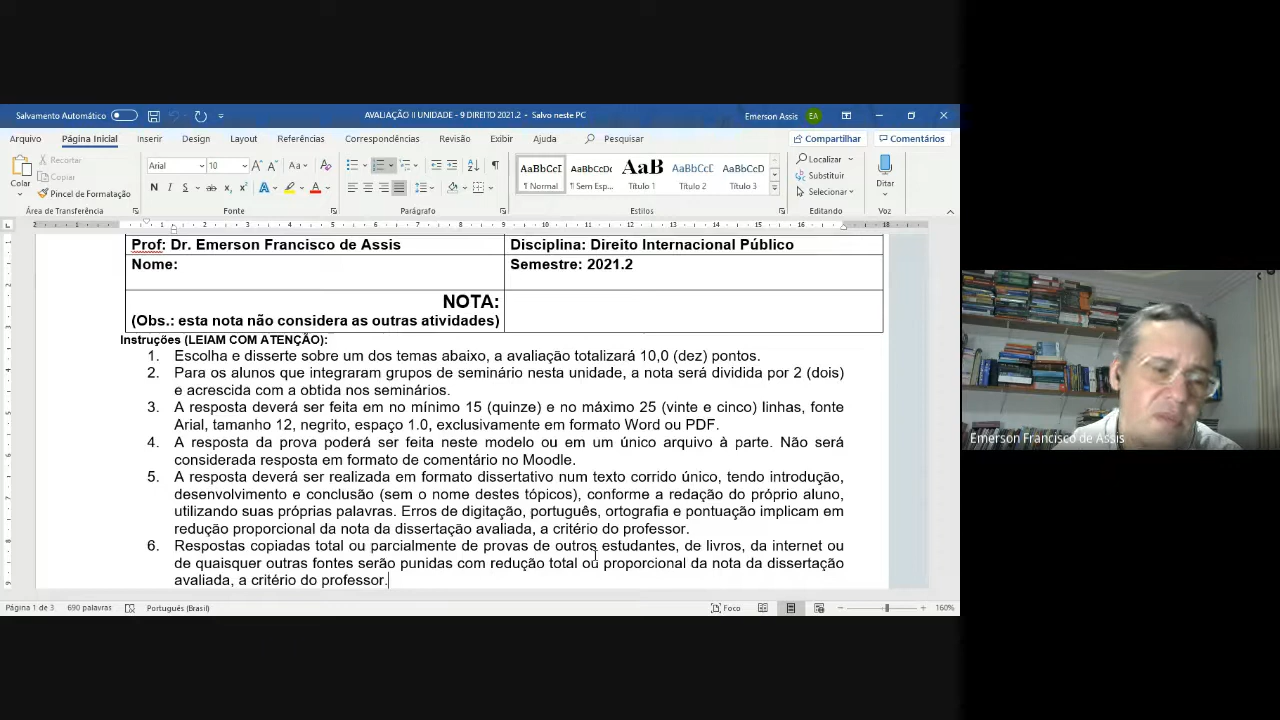 Salvamento Automático
AVALIAÇÃO II UNIDADE - 9 DIREITO 2021.2 - Salvo neste PC
Emerson Assis EA
Arquivo Página Inicial Inserir Design Layout Referências Correspondências Revisão Exibir Ajuda Pesquisar Compartilhar Comentários
Colar
Recortar
Copiar
Pincel de Formatação
Área de Transferência
Arial 10
Fonte
Parágrafo
AaBbCcI AaBbCcDc AaB AaBbCcD AaBbCcD
¶ Normal ¶ Sem Esp... Título 1 Título 2 Título 3
Estilos
Localizar
Substituir
Selecionar
Editando
Ditar
Voz
Prof: Dr. Emerson Francisco de Assis Disciplina: Direito Internacional Público
Nome: Semestre: 2021.2
NOTA:
(Obs.: esta nota não considera as outras atividades)
Instruções (LEIAM COM ATENÇÃO):
1. Escolha e disserte sobre um dos temas abaixo, a avaliação totalizará 10,0 (dez) pontos.
2. Para os alunos que integraram grupos de seminário nesta unidade, a nota será dividida por 2 (dois)
e acrescida com a obtida nos seminários.
3. A resposta deverá ser feita em no mínimo 15 (quinze) e no máximo 25 (vinte e cinco) linhas, fonte
Arial, tamanho 12, negrito, espaço 1.0, exclusivamente em formato Word ou PDF.
4. A resposta da prova poderá ser feita neste modelo ou em um único arquivo à parte. Não será
considerada resposta em formato de comentário no Moodle.
5. A resposta deverá ser realizada em formato dissertativo num texto corrido único, tendo introdução,
desenvolvimento e conclusão (sem o nome destes tópicos), conforme a redação do próprio aluno,
utilizando suas próprias palavras. Erros de digitação, português, ortografia e pontuação implicam em
redução proporcional da nota da dissertação avaliada, a critério do professor.
6. Respostas copiadas total ou parcialmente de provas de outros estudantes, de livros, da internet ou
de quaisquer outras fontes serão punidas com redução total ou proporcional da nota da dissertação
avaliada, a critério do professor.
Página 1 de 3 690 palavras Português (Brasil) Foco 160%
Emerson Francisco de Assis